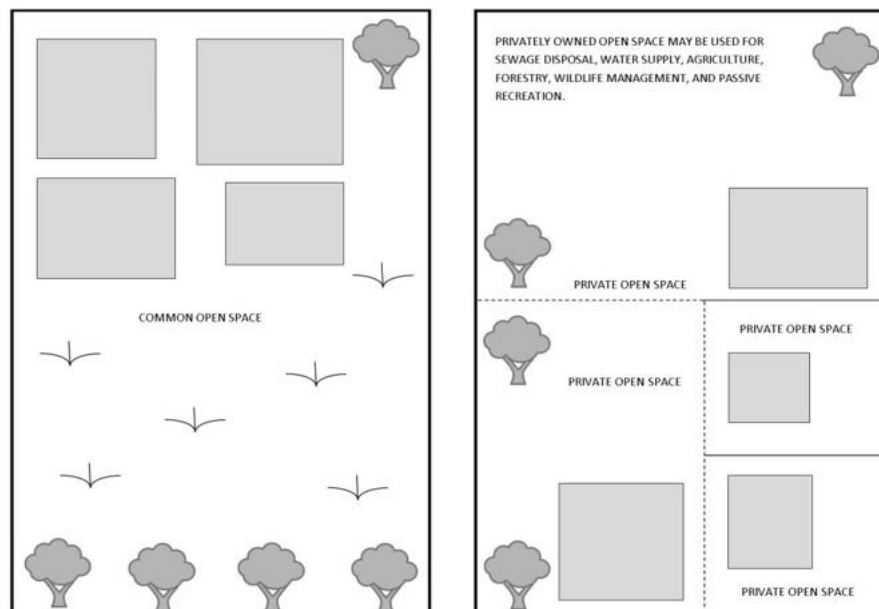 COMMON OPEN SPACE
PRIVATELY OWNED OPEN SPACE MAY BE USED FOR
SEWAGE DISPOSAL, WATER SUPPLY, AGRICULTURE,
FORESTRY, WILDLIFE MANAGEMENT, AND PASSIVE
RECREATION.
PRIVATE OPEN SPACE
PRIVATE OPEN SPACE
PRIVATE OPEN SPACE
PRIVATE OPEN SPACE